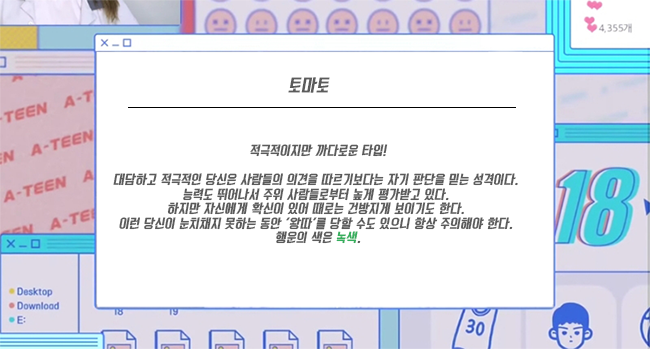 4,355개
토마토
적극적이지만 까다로운 타입!
대담하고 적극적인 당신은 사람들의 의견을 따르기보다는 자기 판단을 믿는 성격이다.
능력도 뛰어나서 주위 사람들로부터 높게 평가받고 있다.
하지만 자신에게 확신이 있어 때로는 건방지게 보이기도 한다.
이런 당신이 눈치채지 못하는 동안 '왕따'를 당할 수도 있으니 항상 주의해야 한다.
행운의 색은 녹색.
A-TEEN
A-TEEN
A-TEEN
A-TEEN
18
Desktop
Download
E:
18
19
30